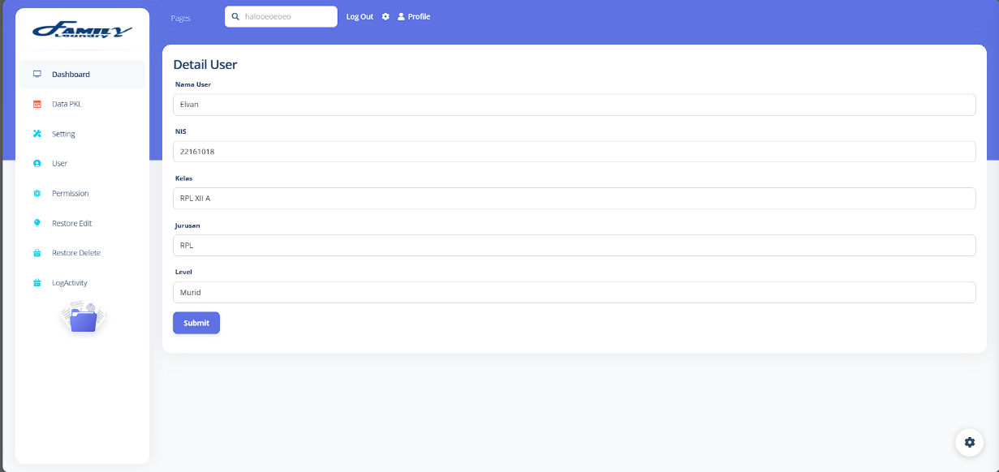 FAMILY
Laundry
Dashboard
Data PKL
Setting
User
Permission
Restore Edit
Restore Delete
LogActivity
Pages
halooeoeoeo
Log Out
Profile
Detail User
Nama User
Elvan
NIS
22161018
Kelas
RPL XII A
Jurusan
RPL
Level
Murid
Submit